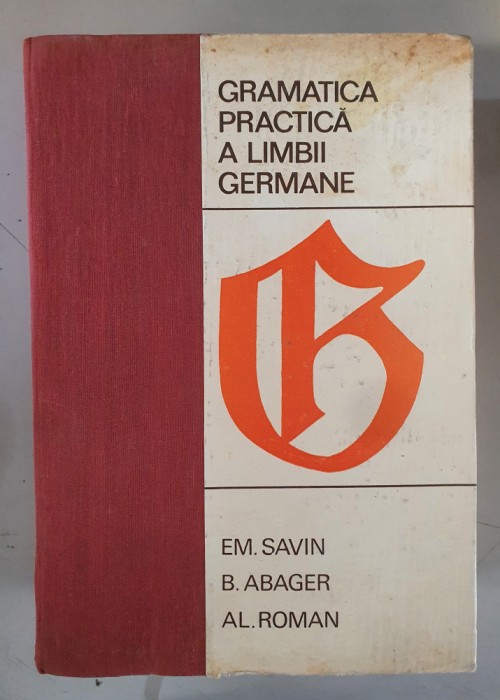 GRAMATICA
PRACTICĂ
A LIMBII
GERMANE
G
EM. SAVIN
B. ABAGER
AL. ROMAN